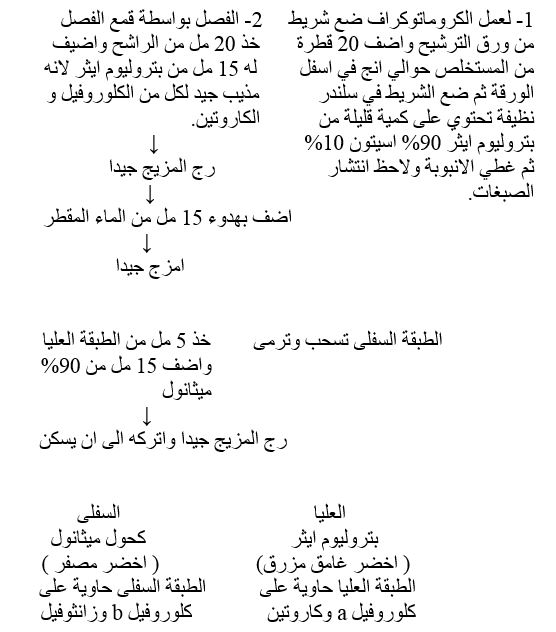 1- لعمل الكروماتوكراف ضع شريط
من ورق الترشيح واضف 20 قطرة
من المستخلص حوالي انج في اسفل
الورقة ثم ضع الشريط في سلندر
نظيفة تحتوي على كمية قليلة من
بتروليوم ايثر 90% اسيتون 10%
ثم غطي الانبوبة ولاحظ انتشار
الصبغات.
2- الفصل بواسطة قمع الفصل
خذ 20 مل من الراشح واضيف
له 15 مل من بتروليوم ايثر لانه
مذيب جيد لكل من الكلوروفيل و
الكاروتين.
↓
رج المزيج جيدا
↓
اضف بهدوء 15 مل من الماء المقطر
↓
امزج جيدا
الطبقة السفلى تسحب وترمى
خذ 5 مل من الطبقة العليا
واضف 15 مل من 90%
ميثانول
↓
رج المزيج جيدا واتركه الى ان يسكن
العليا
بتروليوم ايثر
( اخضر غامق مزرق)
الطبقة العليا حاوية على
كلوروفيل a وكاروتين
السفلى
كحول ميثانول
( اخضر مصفر )
الطبقة السفلى حاوية على
كلوروفيل b وزانثوفيل